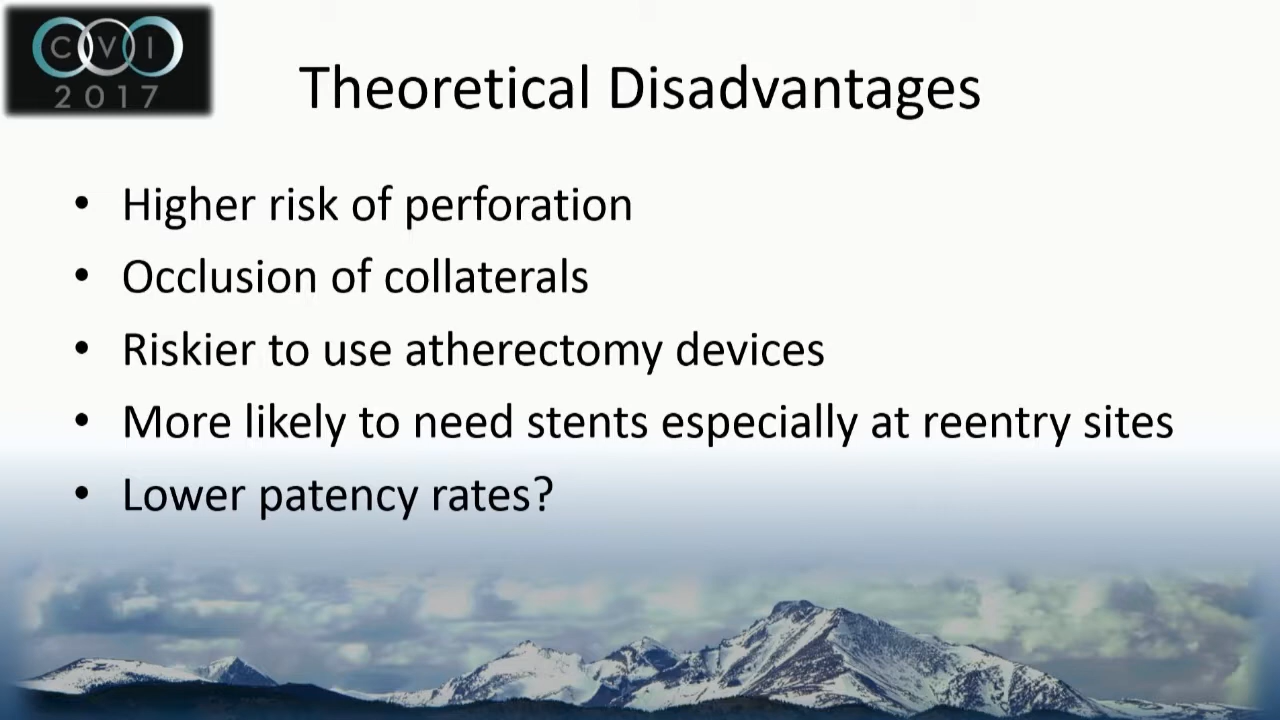 CVI
2017
Theoretical Disadvantages
• Higher risk of perforation
• Occlusion of collaterals
• Riskier to use atherectomy devices
• More likely to need stents especially at reentry sites
• Lower patency rates?